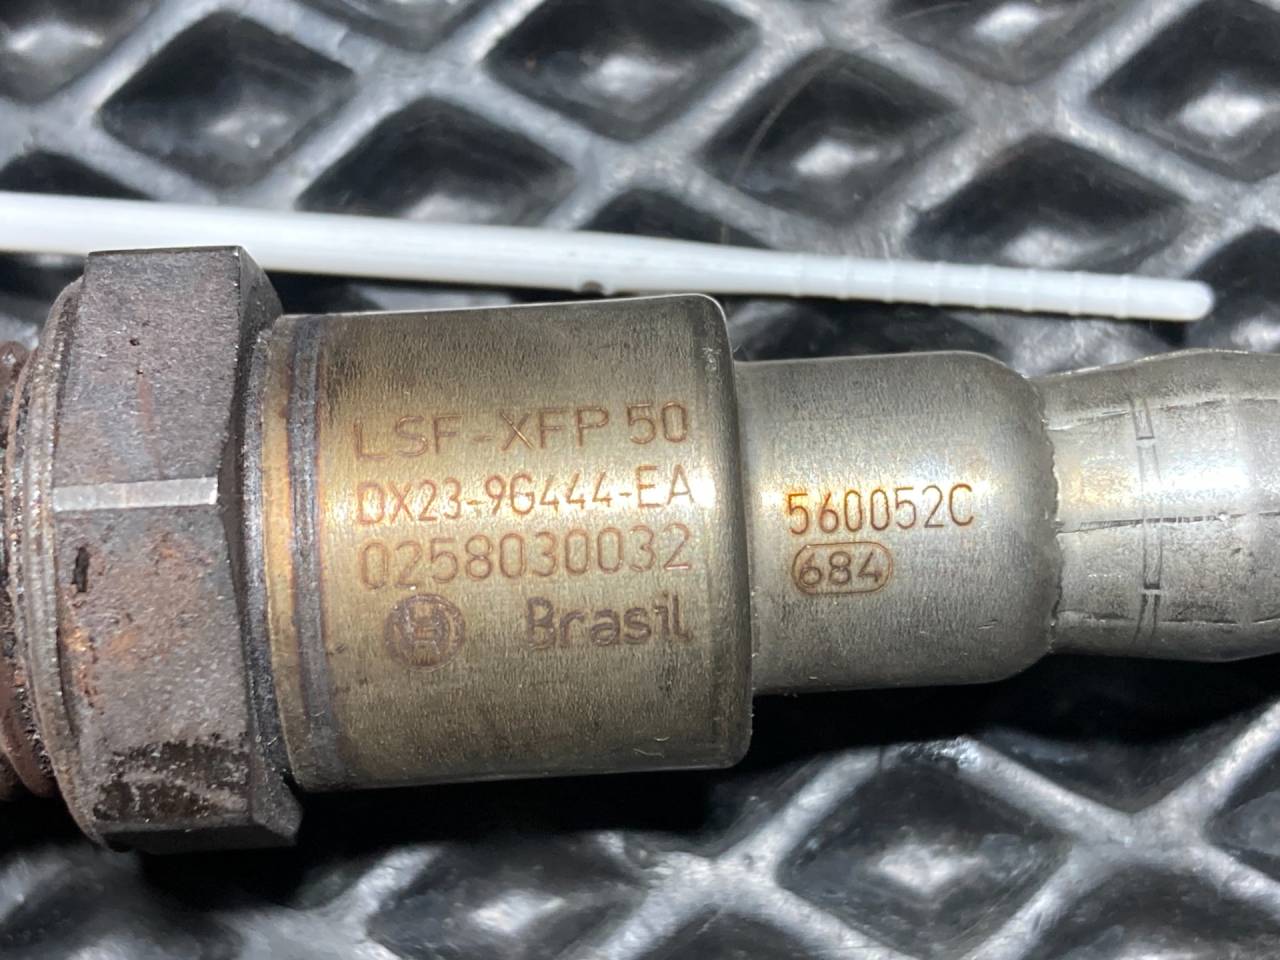 LSF-XFP 50
DX23-9G444-EA
0258030032
Brasil
560052C
684